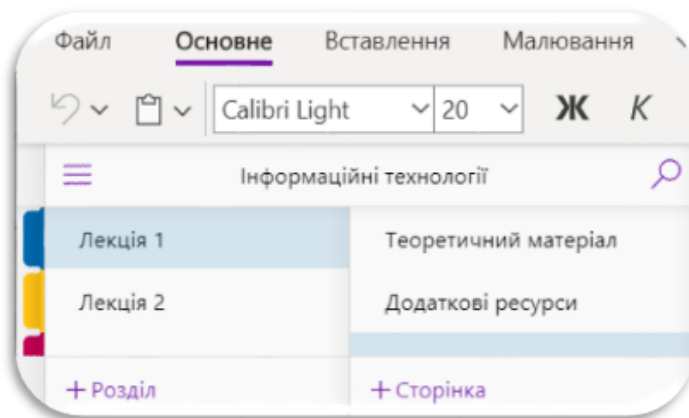 Файл Основне Вставлення Малювання
Calibri Light 20 Ж К
Інформаційні технології
Лекція 1 Теоретичний матеріал
Лекція 2 Додаткові ресурси
+ Розділ + Сторінка